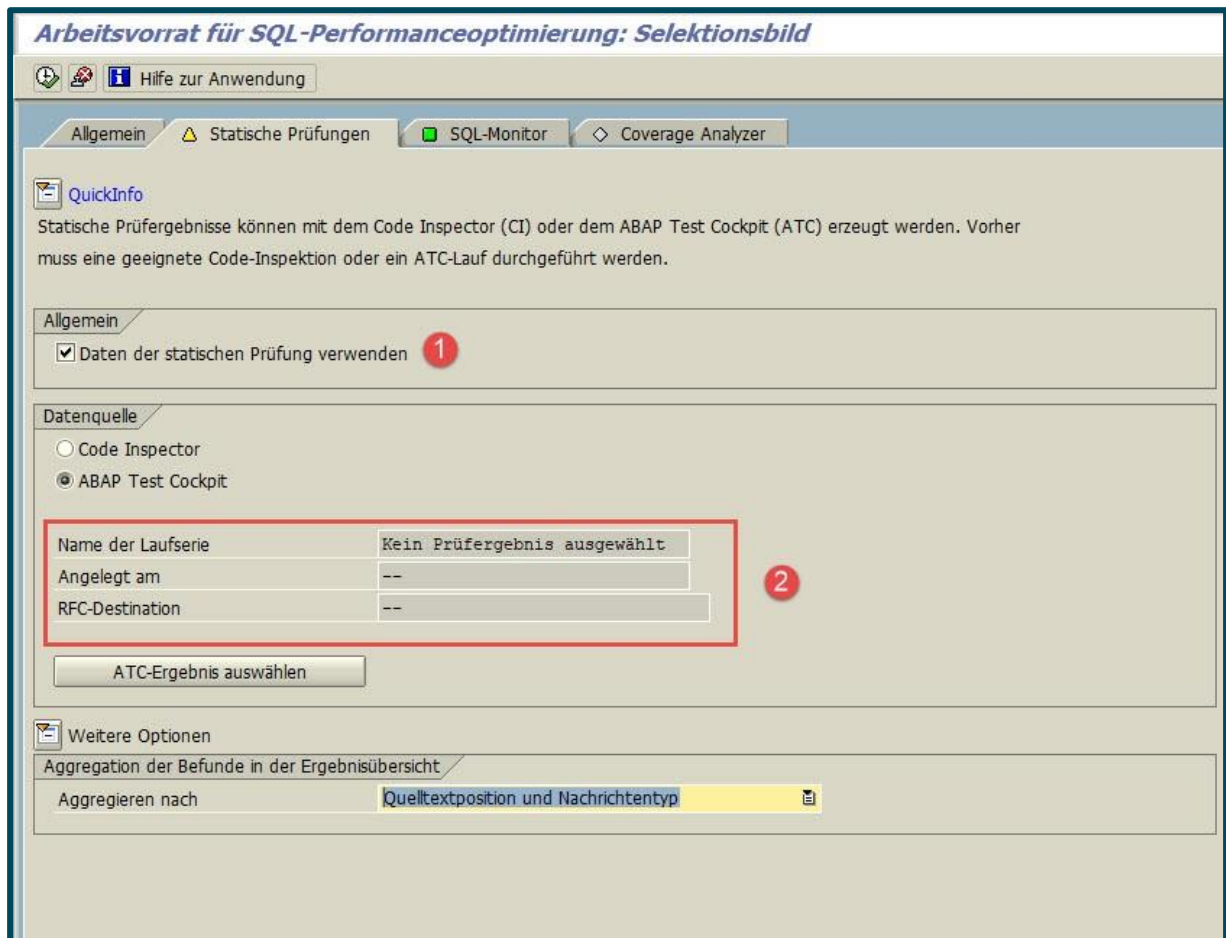 Arbeitsvorrat für SQL-Performanceoptimierung: Selektionsbild
Hilfe zur Anwendung
Allgemein Statische Prüfungen SQL-Monitor Coverage Analyzer
QuickInfo
Statische Prüfergebnisse können mit dem Code Inspector (CI) oder dem ABAP Test Cockpit (ATC) erzeugt werden. Vorher
muss eine geeignete Code-Inspektion oder ein ATC-Lauf durchgeführt werden.
Allgemein
Daten der statischen Prüfung verwenden 1
Datenquelle
Code Inspector
ABAP Test Cockpit
Name der Laufserie Kein Prüfergebnis ausgewählt
Angelegt am --
2
RFC-Destination --
ATC-Ergebnis auswählen
Weitere Optionen
Aggregation der Befunde in der Ergebnisübersicht
Aggregieren nach Quelltextposition und Nachrichtentyp